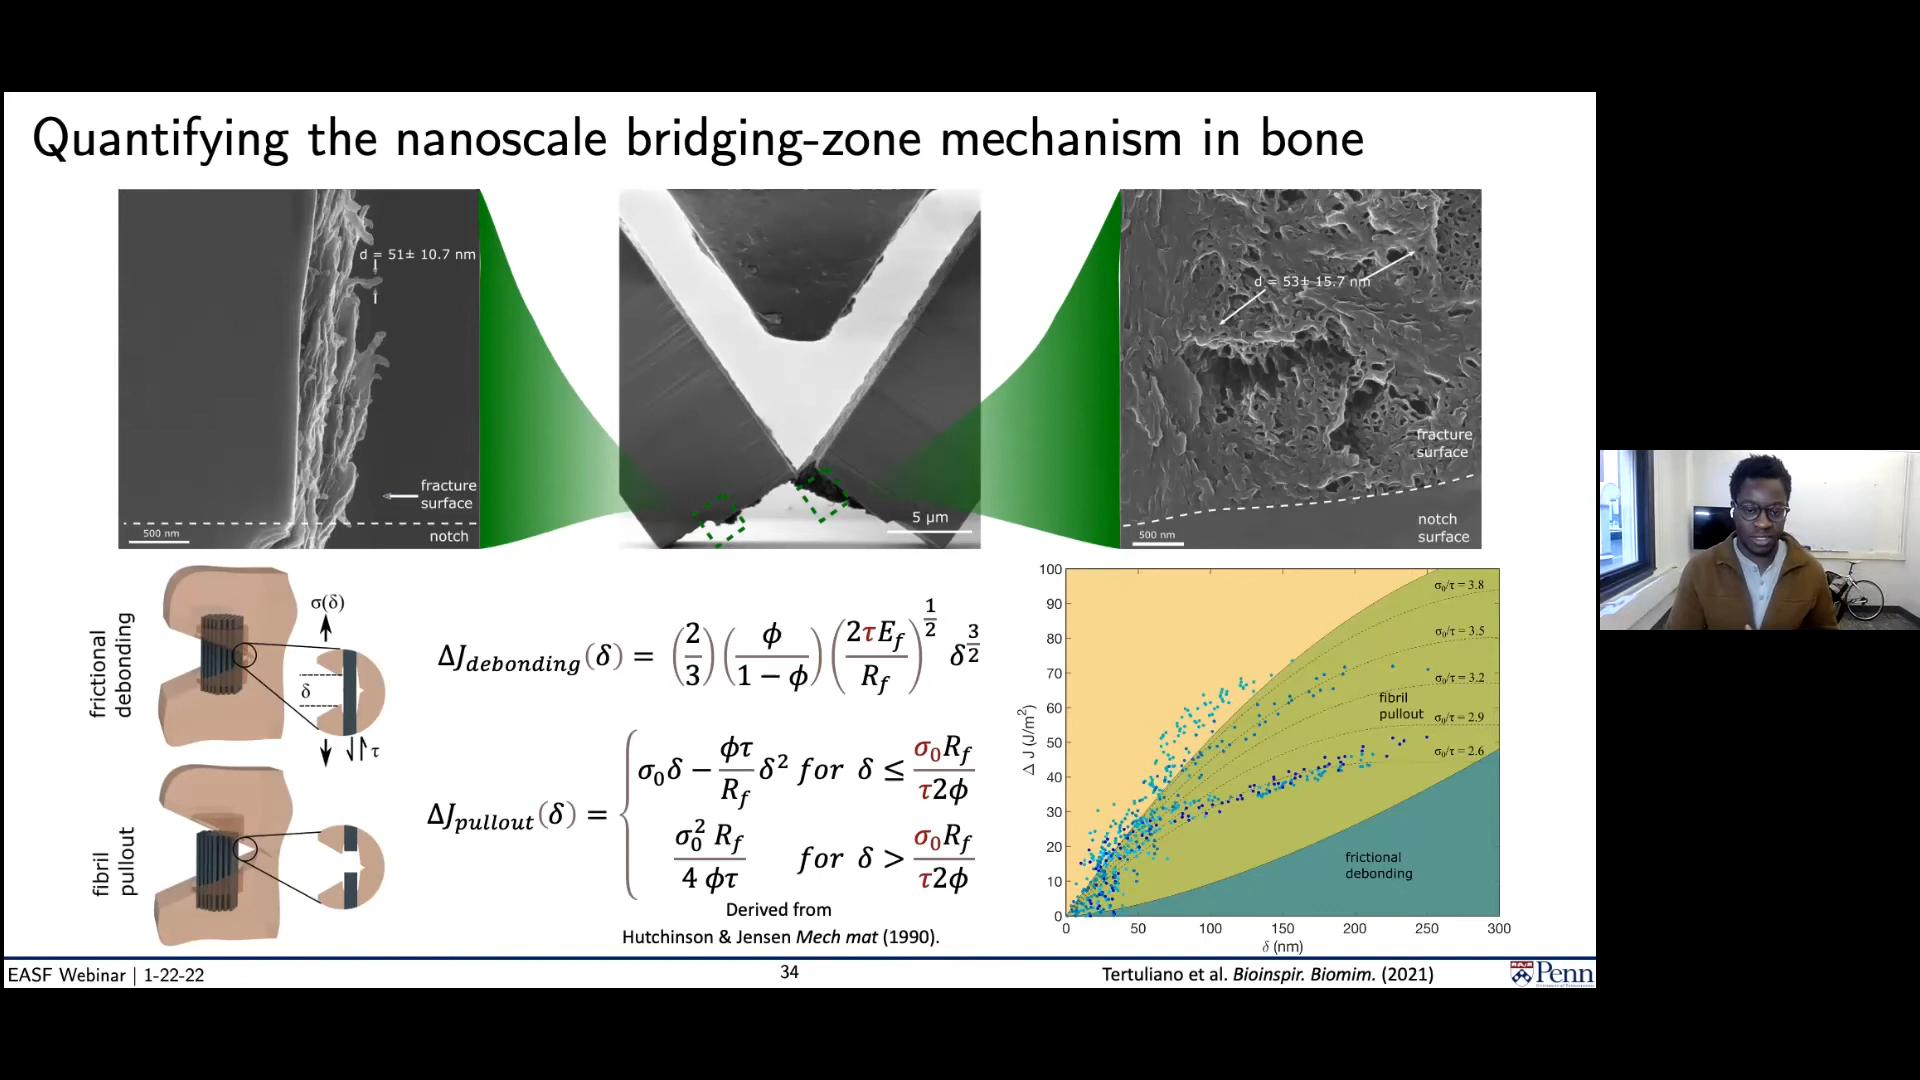 Quantifying the nanoscale bridging-zone mechanism in bone
d = 51± 10.7 nm
fracture
surface
500 nm
notch
5 μm
d = 53± 15.7 nm
fracture
surface
notch
surface
500 nm
frictional
debonding
σ(δ)
δ
τ
fibril
pullout
ΔJ_debonding(δ) = (2/3) (ϕ/(1 − ϕ)) (2τE_f/R_f)^(1/2) δ^(3/2)
ΔJ_pullout(δ) = { σ₀δ − (ϕτ/R_f) δ² for δ ≤ σ₀R_f/τ2ϕ
σ₀² R_f/4 ϕτ for δ > σ₀R_f/τ2ϕ
Derived from
Hutchinson & Jensen Mech mat (1990).
Δ J (J/m²)
100
90
80
70
60
50
40
30
20
10
0
σ₀/τ = 3.8
σ₀/τ = 3.5
σ₀/τ = 3.2
σ₀/τ = 2.9
σ₀/τ = 2.6
fibril
pullout
frictional
debonding
0 50 100 150 200 250 300
δ (nm)
EASF Webinar | 1-22-22
34
Tertuliano et al. Bioinspir. Biomim. (2021)
Penn